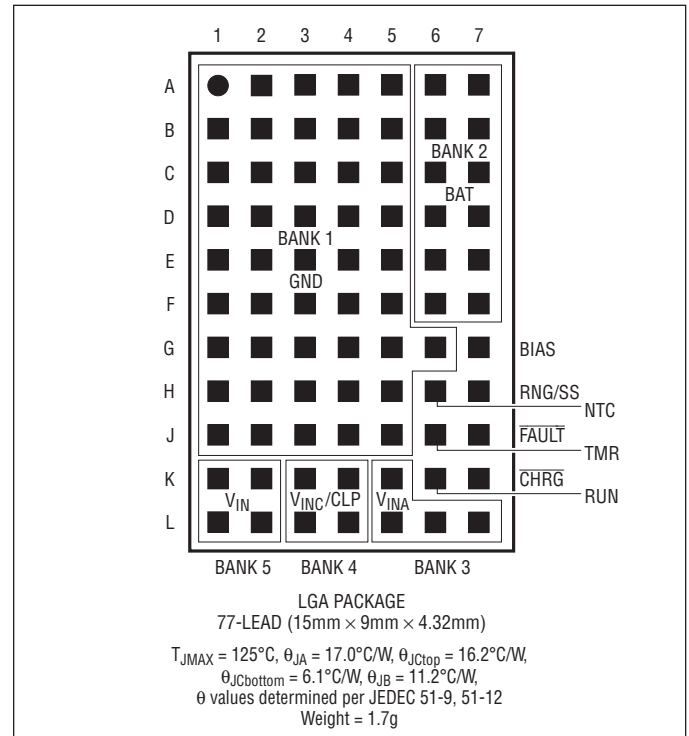 1 2 3 4 5 6 7
A
B
BANK 2
C
BAT
D
BANK 1
E
GND
F
G BIAS
H RNG/SS
NTC
J FAULT
TMR
K CHRG
V_IN V_INC/CLP V_INA RUN
L
BANK 5 BANK 4 BANK 3
LGA PACKAGE
77-LEAD (15mm × 9mm × 4.32mm)
T_JMAX = 125°C, θ_JA = 17.0°C/W, θ_JCtop = 16.2°C/W,
θ_JCbottom = 6.1°C/W, θ_JB = 11.2°C/W,
θ values determined per JEDEC 51-9, 51-12
Weight = 1.7g